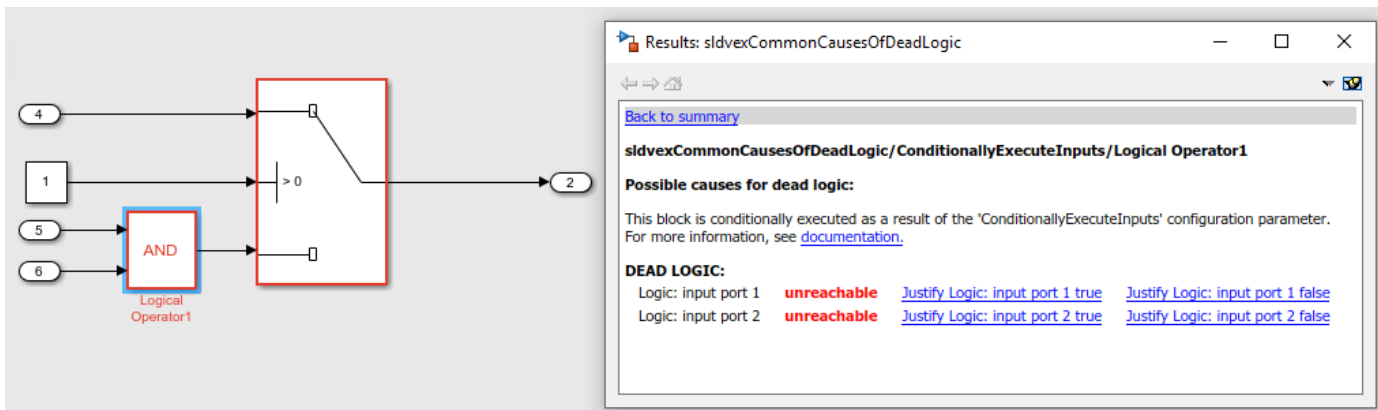 4
1
> 0
2
5
6
AND
Logical
Operator1
Results: sldvexCommonCausesOfDeadLogic
Back to summary
sldvexCommonCausesOfDeadLogic/ConditionallyExecuteInputs/Logical Operator1
Possible causes for dead logic:
This block is conditionally executed as a result of the 'ConditionallyExecuteInputs' configuration parameter.
For more information, see documentation.
DEAD LOGIC:
Logic: input port 1 unreachable Justify Logic: input port 1 true Justify Logic: input port 1 false
Logic: input port 2 unreachable Justify Logic: input port 2 true Justify Logic: input port 2 false